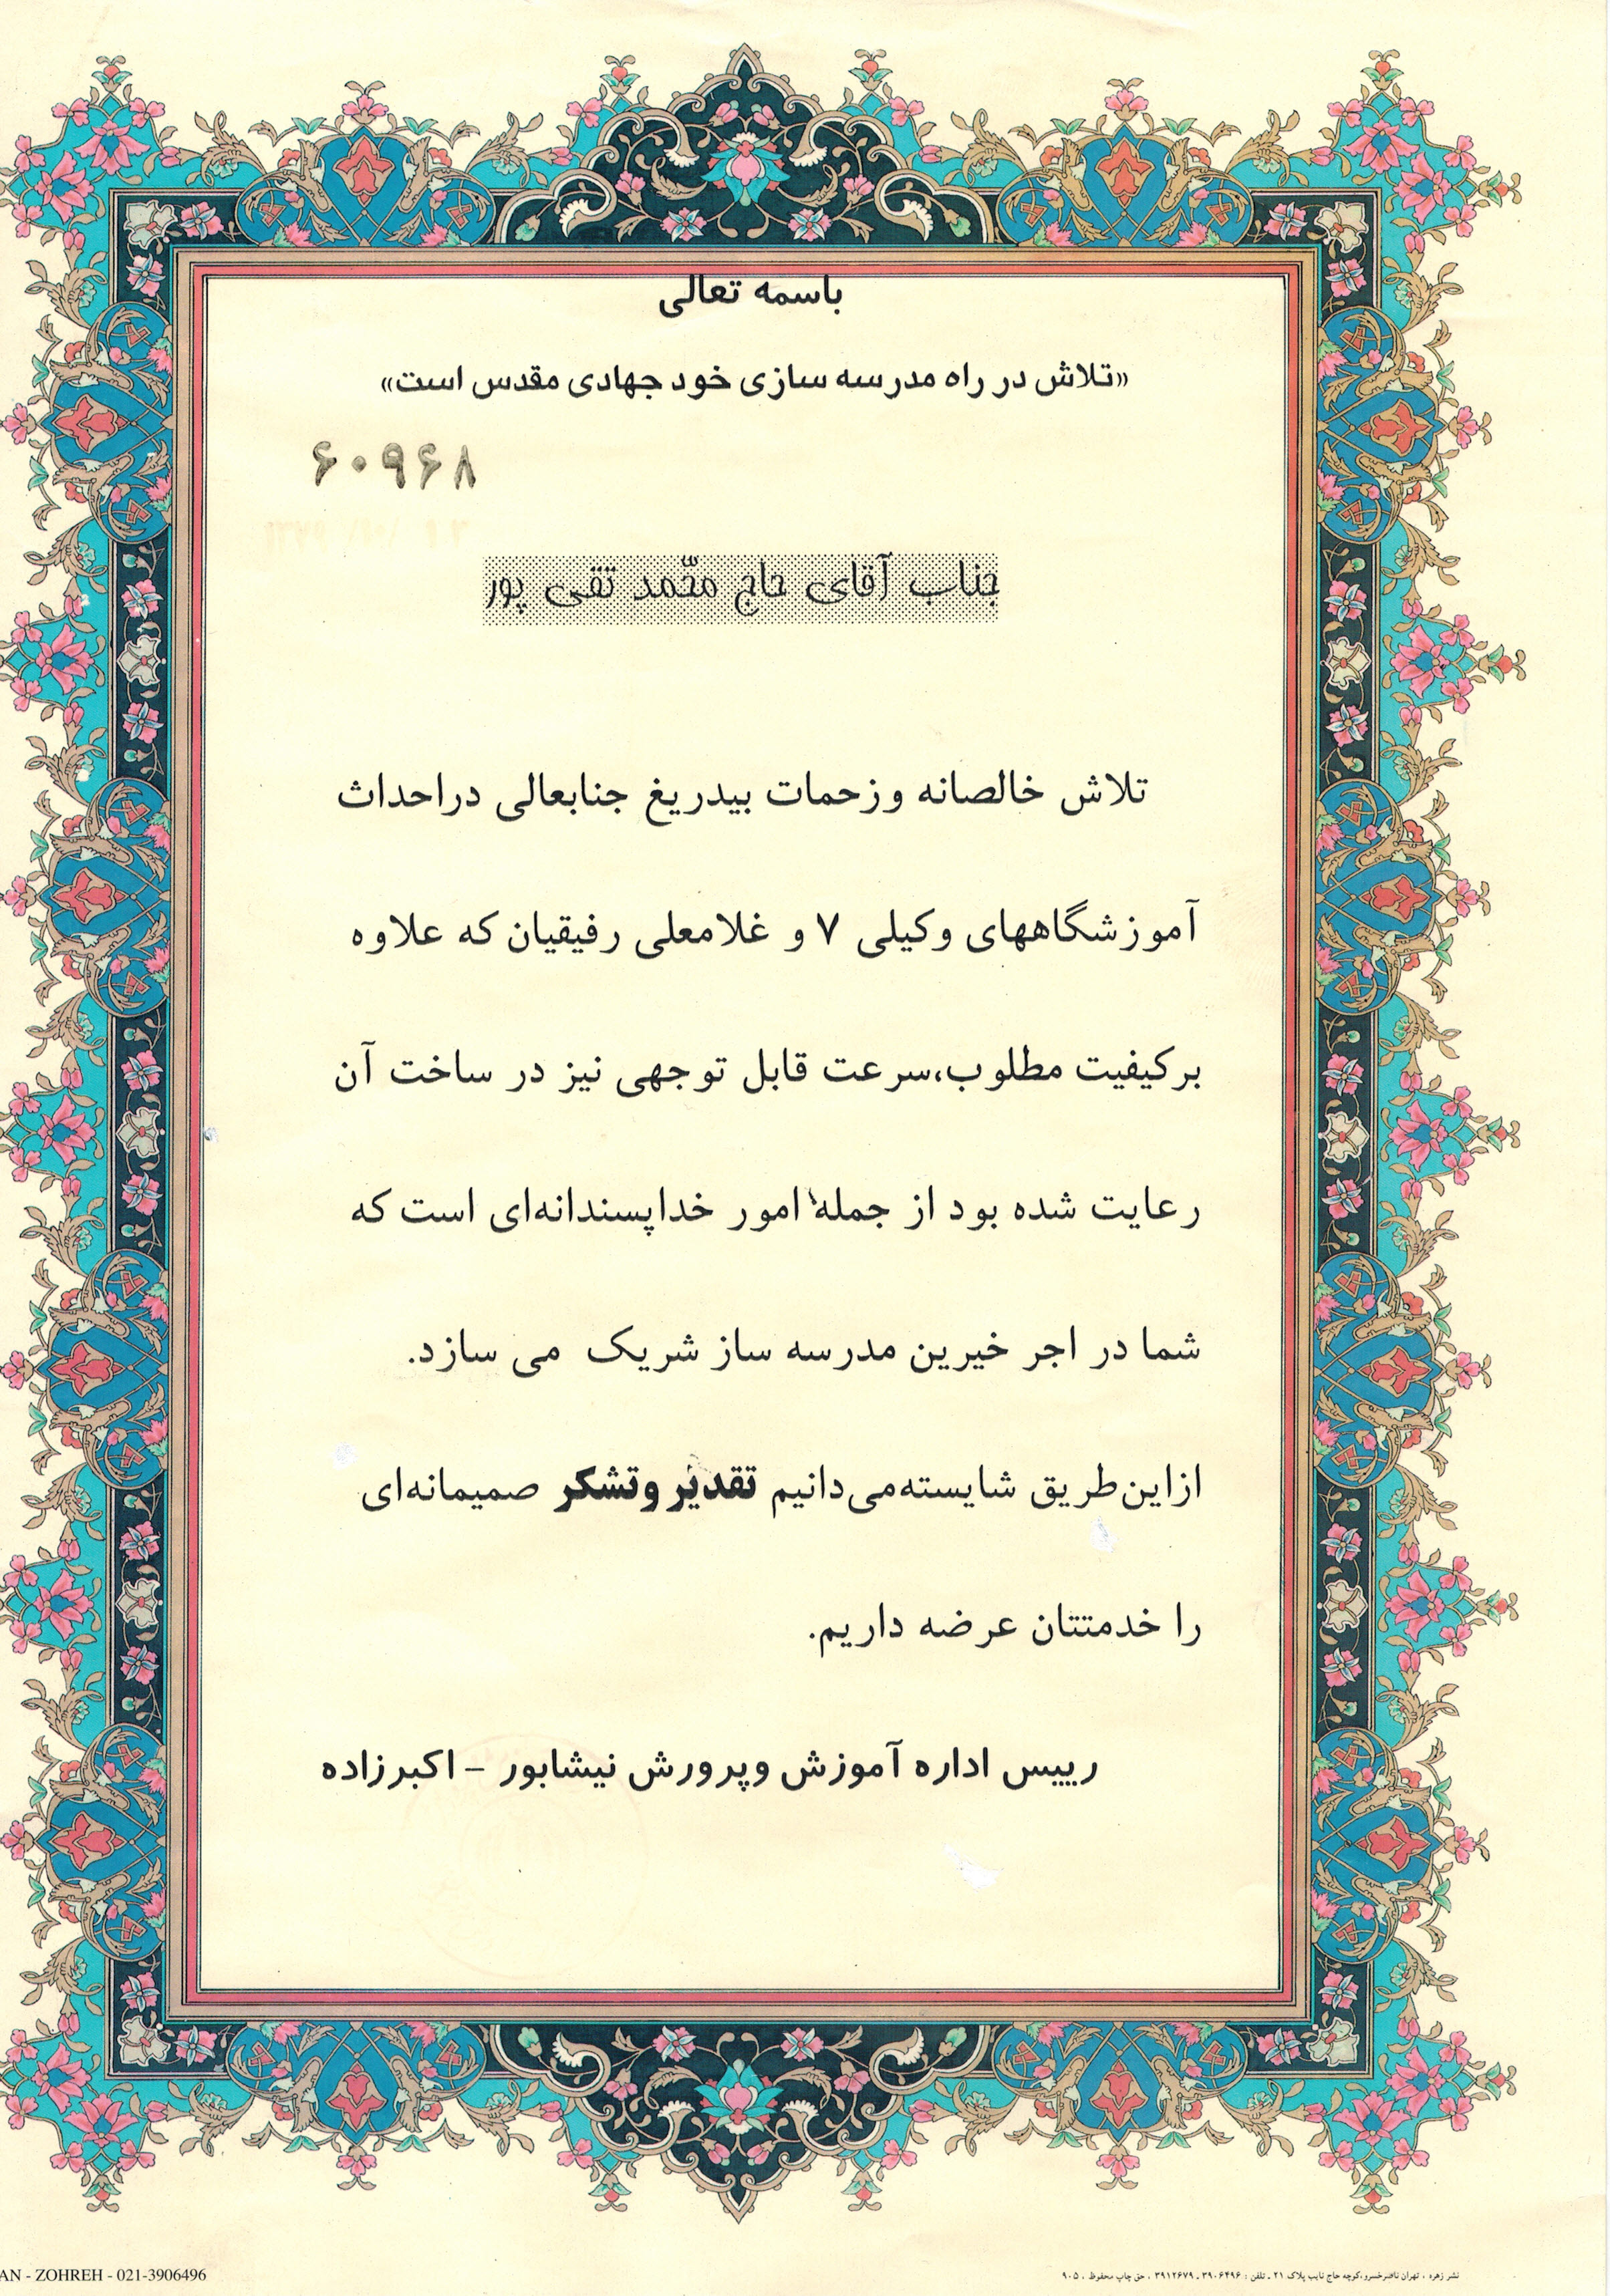 باسمه تعالی
«تلاش در راه مدرسه سازی خود جهادی مقدس است»
۶۰۹۶۸
جناب آقای حاج محّمد تقی پور
تلاش خالصانه وزحمات بیدریغ جنابعالی دراحداث
آموزشگاههای وکیلی ۷ و غلامعلی رفیقیان که علاوه
برکیفیت مطلوب،سرعت قابل توجهی نیز در ساخت آن
رعایت شده بود از جملهٔ امور خداپسندانه‌ای است که
شما در اجر خیرین مدرسه ساز شریک می سازد.
ازاین‌طریق شایسته‌می‌دانیم تقدیر وتشکر صمیمانه‌ای
را خدمتتان عرضه داریم.
رییس اداره آموزش وپرورش نیشابور - اکبرزاده
AN - ZOHREH - 021-3906496
نشر زهره ، تهران ناصرخسرو،کوچه حاج نایب پلاک ۲۱ ـ تلفن : ۳۹۰۶۴۹۶ ـ ۳۹۱۲۶۷۹ ، حق چاپ محفوظ ، ۹۰۵